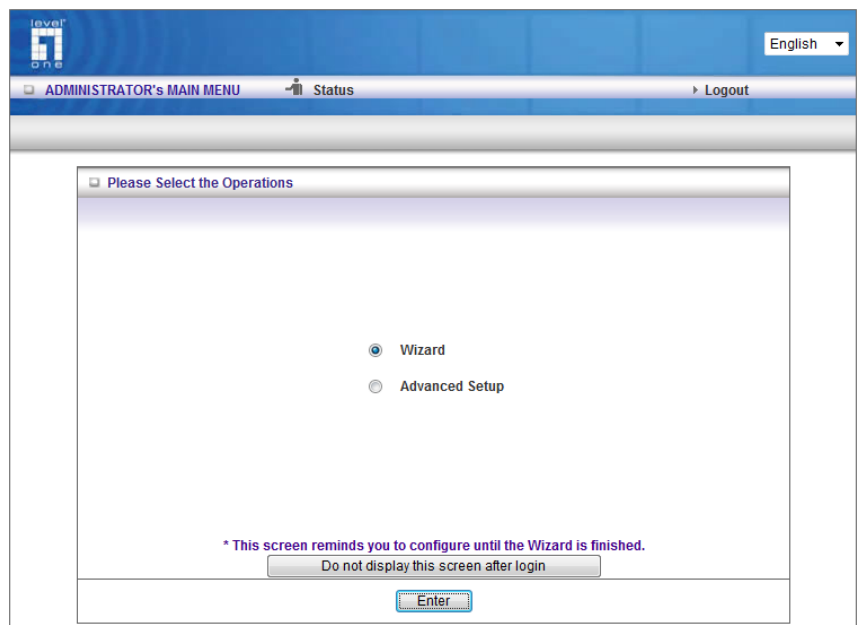 level
one
English
ADMINISTRATOR's MAIN MENU Status Logout
Please Select the Operations
Wizard
Advanced Setup
* This screen reminds you to configure until the Wizard is finished.
Do not display this screen after login
Enter